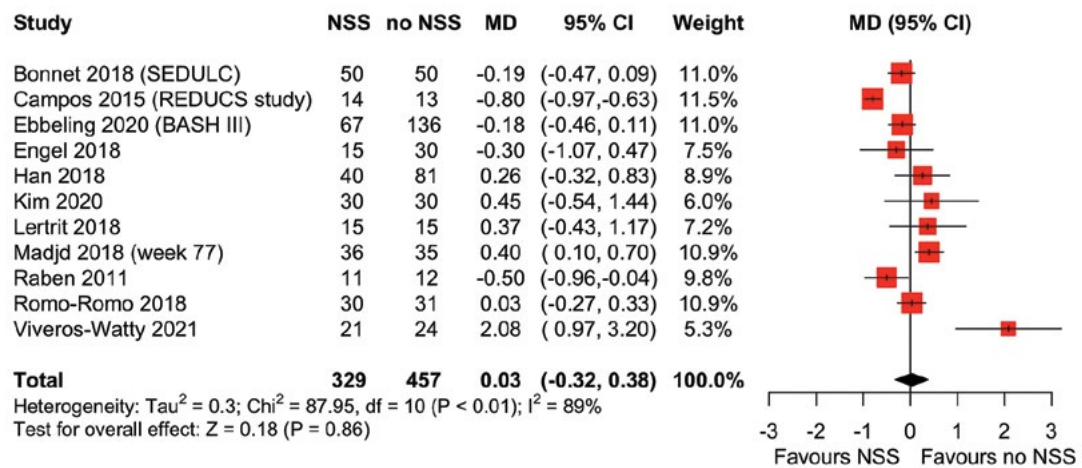 Study NSS no NSS MD 95% CI Weight MD (95% CI)
Bonnet 2018 (SEDULC) 50 50 -0.19 (-0.47, 0.09) 11.0%
Campos 2015 (REDUCS study) 14 13 -0.80 (-0.97,-0.63) 11.5%
Ebbeling 2020 (BASH III) 67 136 -0.18 (-0.46, 0.11) 11.0%
Engel 2018 15 30 -0.30 (-1.07, 0.47) 7.5%
Han 2018 40 81 0.26 (-0.32, 0.83) 8.9%
Kim 2020 30 30 0.45 (-0.54, 1.44) 6.0%
Lertrit 2018 15 15 0.37 (-0.43, 1.17) 7.2%
Madjd 2018 (week 77) 36 35 0.40 ( 0.10, 0.70) 10.9%
Raben 2011 11 12 -0.50 (-0.96,-0.04) 9.8%
Romo-Romo 2018 30 31 0.03 (-0.27, 0.33) 10.9%
Viveros-Watty 2021 21 24 2.08 ( 0.97, 3.20) 5.3%
Total 329 457 0.03 (-0.32, 0.38) 100.0%
Heterogeneity: Tau² = 0.3; Chi² = 87.95, df = 10 (P < 0.01); I² = 89%
Test for overall effect: Z = 0.18 (P = 0.86)
-3 -2 -1 0 1 2 3
Favours NSS Favours no NSS